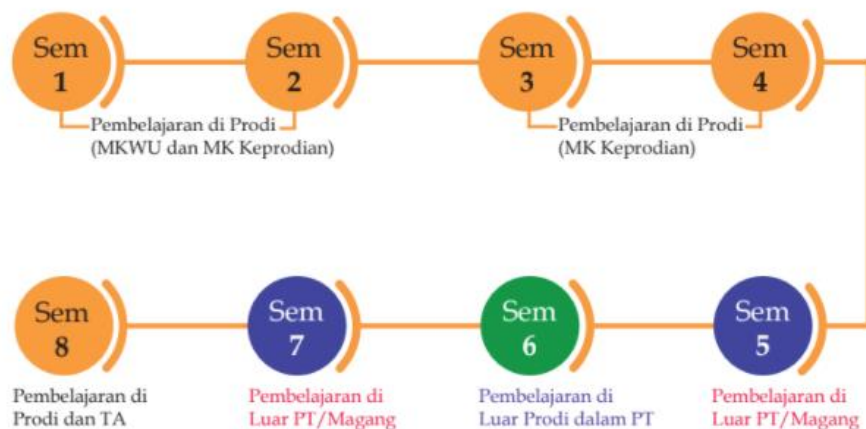 Sem
1
Sem
2
Sem
3
Sem
4
Pembelajaran di Prodi
(MKWU dan MK Keprodian)
Pembelajaran di Prodi
(MK Keprodian)
Sem
8
Sem
7
Sem
6
Sem
5
Pembelajaran di
Prodi dan TA
Pembelajaran di
Luar PT/Magang
Pembelajaran di
Luar Prodi dalam PT
Pembelajaran di
Luar PT/Magang